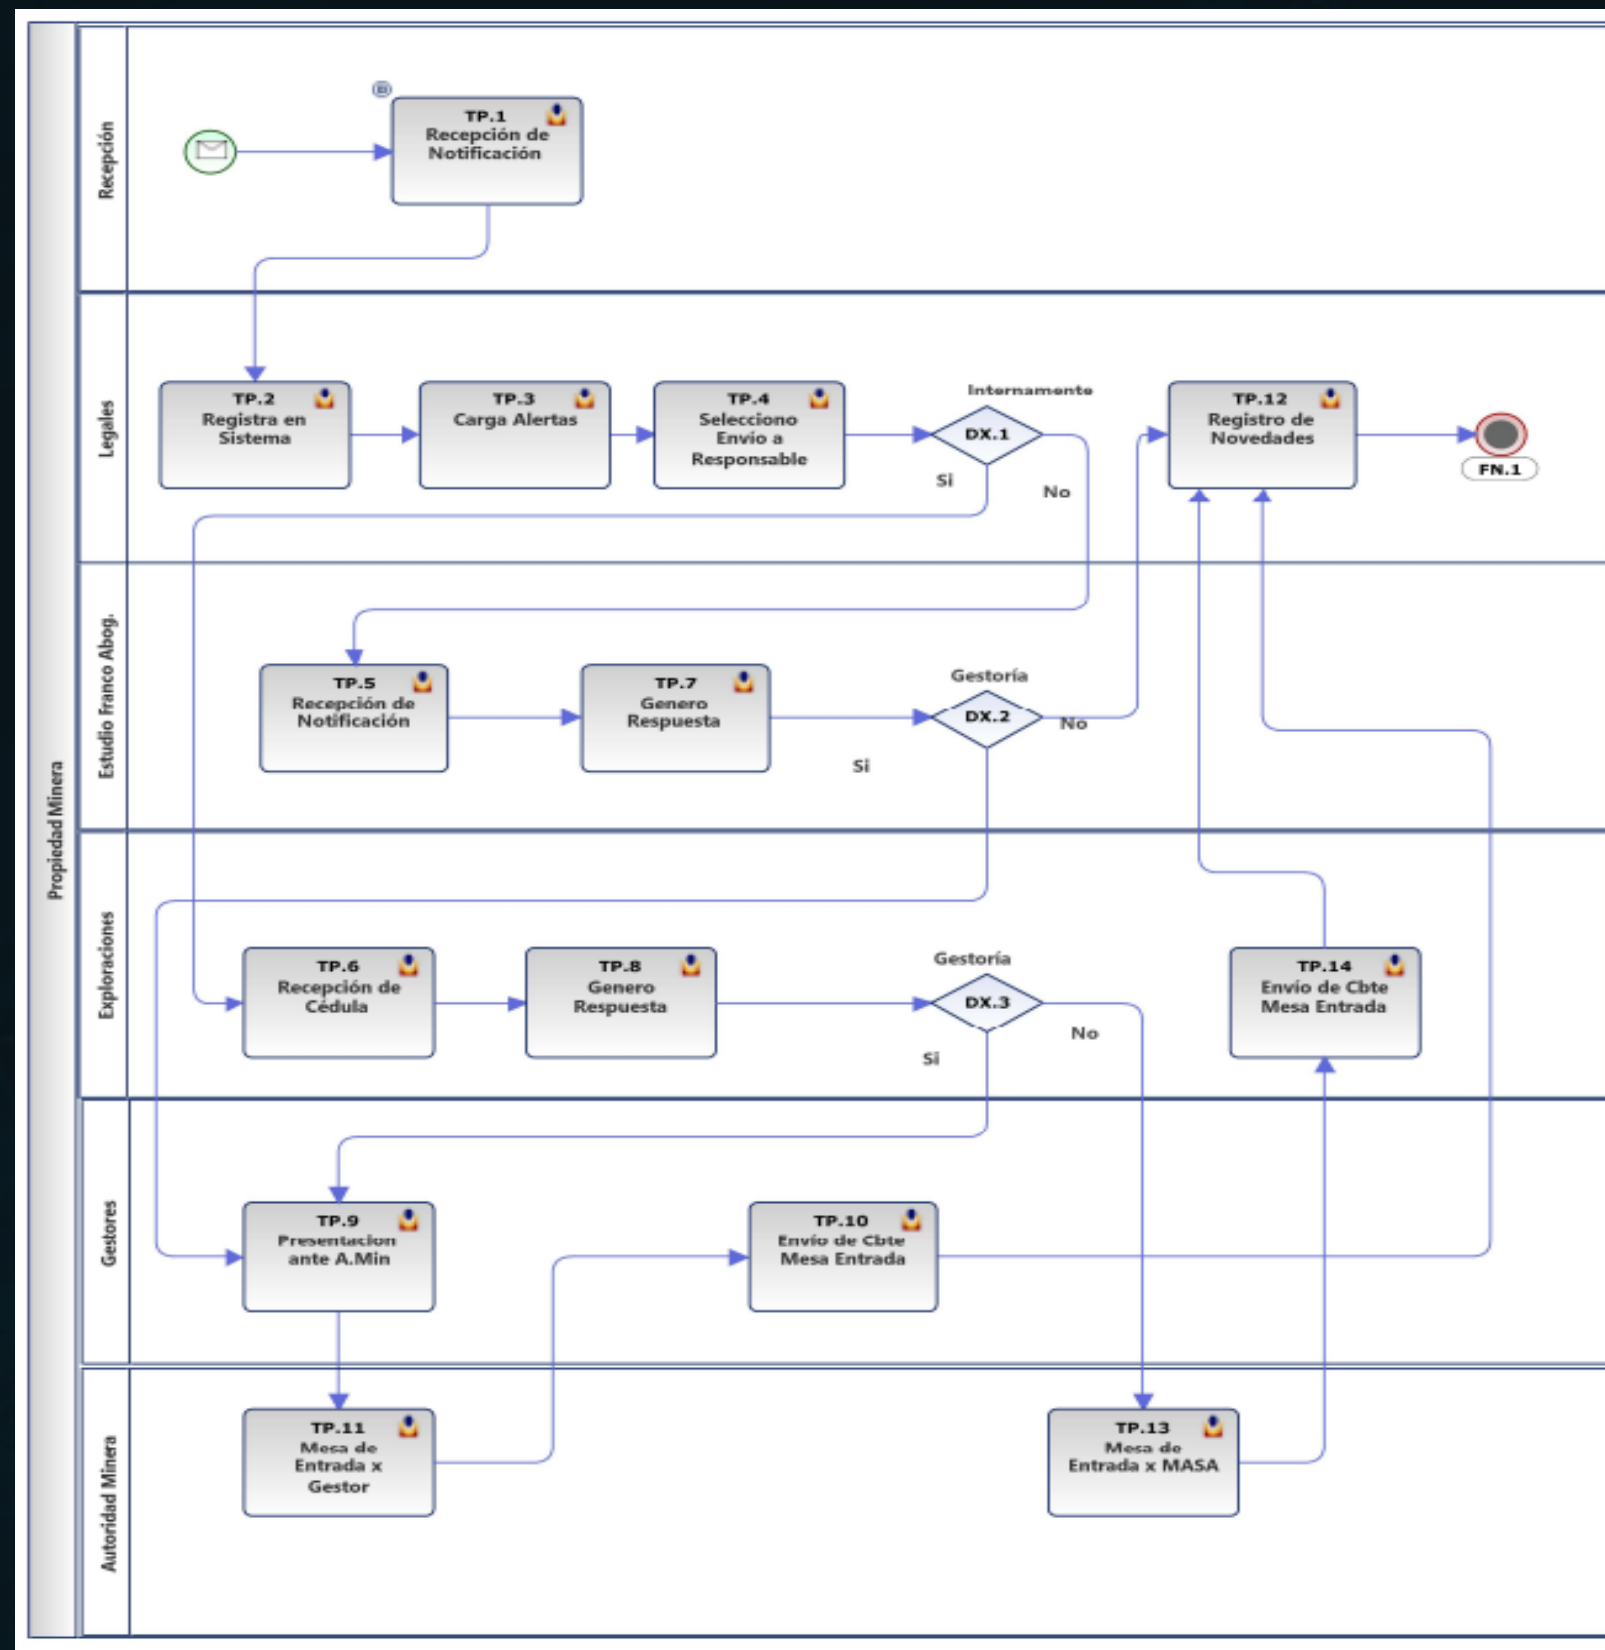 Propiedad Minera
Recepción
TP.1
Recepción de
Notificación
Legales
TP.2
Registra en
Sistema
TP.3
Carga Alertas
TP.4
Selecciono
Envio a
Responsable
Internamente
DX.1
Si
No
TP.12
Registro de
Novedades
FN.1
Estudio Franco Abog.
TP.5
Recepción de
Notificación
TP.7
Genero
Respuesta
Gestoría
DX.2
Si
No
Exploraciones
TP.6
Recepción de
Cédula
TP.8
Genero
Respuesta
Gestoría
DX.3
Si
No
TP.14
Envío de Cbte
Mesa Entrada
Gestores
TP.9
Presentacion
ante A.Min
TP.10
Envío de Cbte
Mesa Entrada
Autoridad Minera
TP.11
Mesa de
Entrada x
Gestor
TP.13
Mesa de
Entrada x MASA